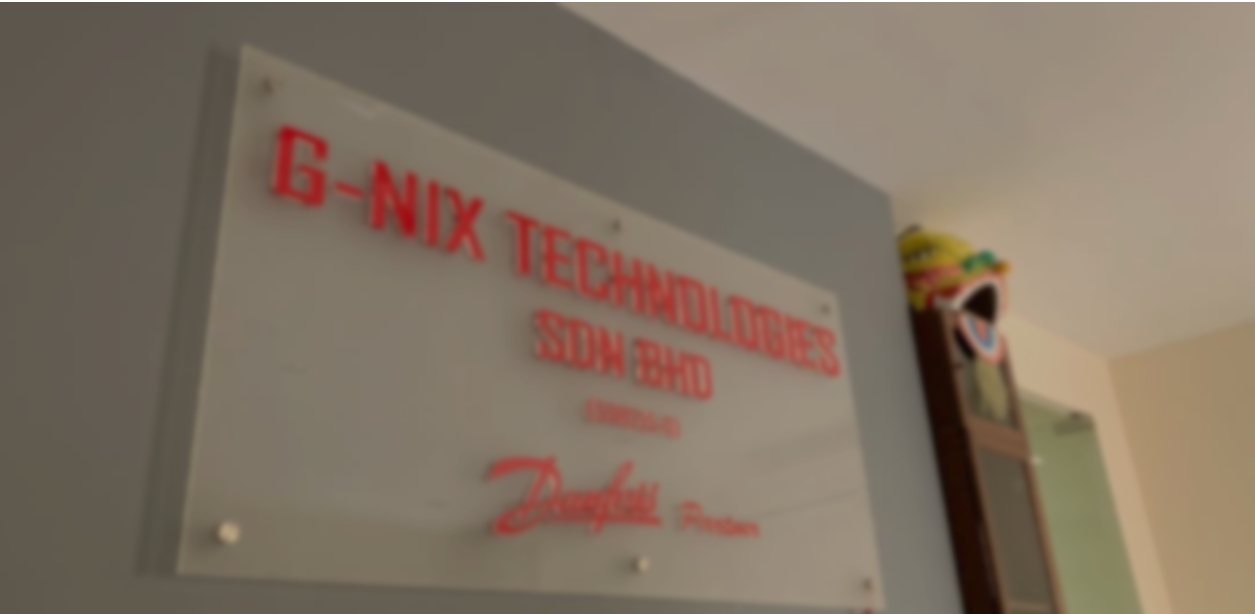 G-NIX TECHNOLOGIES
SDN BHD
Danfoss